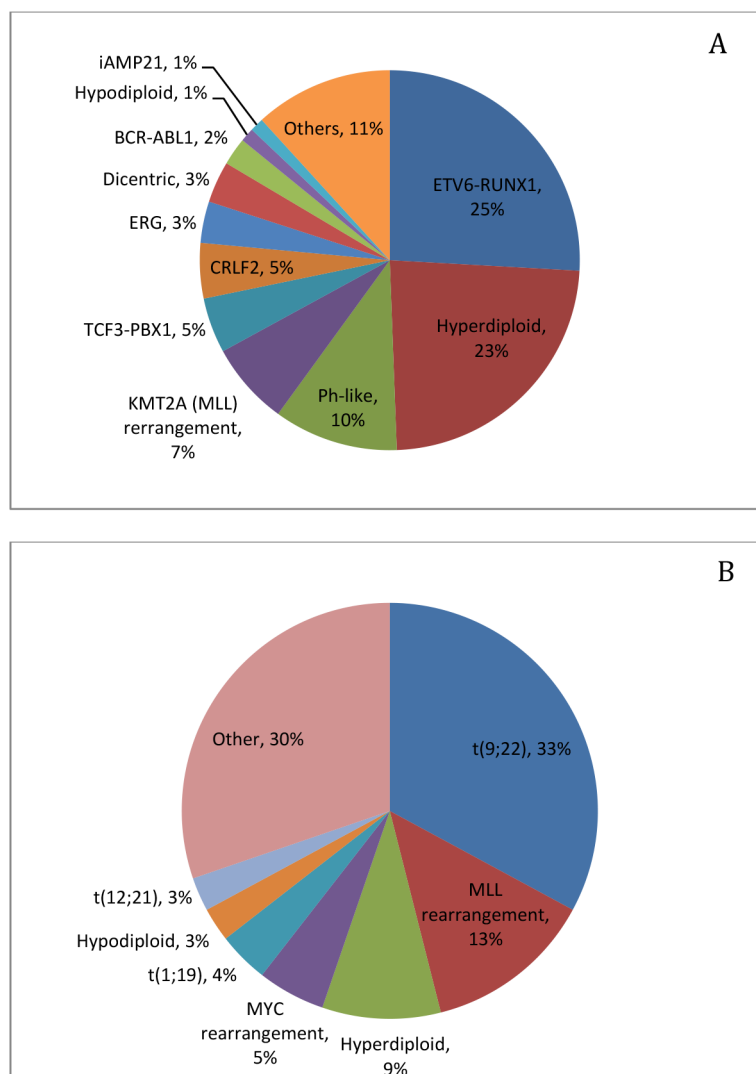 A
iAMP21, 1%
Hypodiploid, 1%
BCR-ABL1, 2%
Dicentric, 3%
ERG, 3%
CRLF2, 5%
TCF3-PBX1, 5%
KMT2A (MLL)
rerrangement,
7%
Ph-like,
10%
Hyperdiploid,
23%
ETV6-RUNX1,
25%
Others, 11%
B
Other, 30%
t(9;22), 33%
MLL
rearrangement,
13%
t(12;21), 3%
Hypodiploid, 3%
t(1;19), 4%
MYC
rearrangement,
5%
Hyperdiploid,
9%